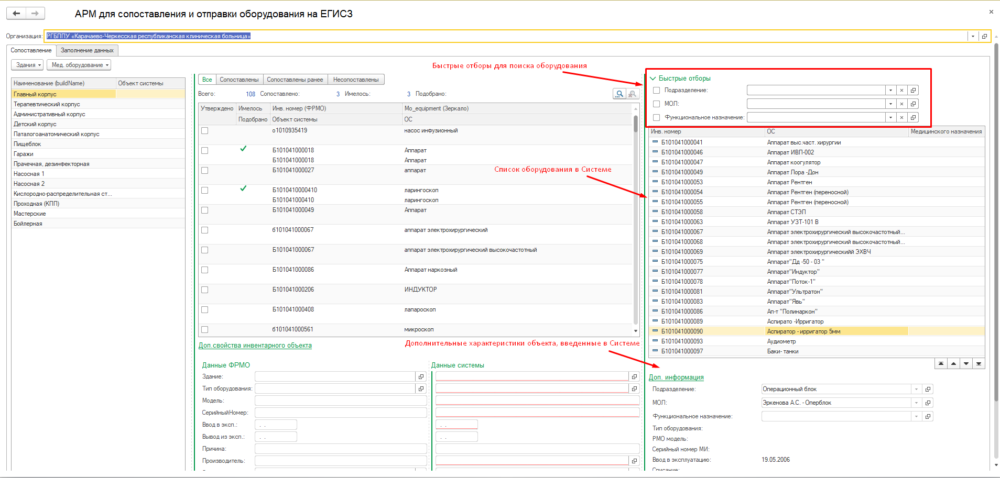 АРМ для сопоставления и отправки оборудования на ЕГИСЗ
Организация: РГБЛПУ «Карачаево-Черкесская республиканская клиническая больница»
Сопоставление Заполнение данных
Здания Мед. оборудование
Наименование (buildName) Объект системы
Главный корпус
Терапевтический корпус
Административный корпус
Детский корпус
Паталогоанатомический корпус
Пищеблок
Гаражи
Прачечная, дезинфекторная
Насосная 1
Насосная 2
Кислородно-распределительная ст...
Проходная (КПП)
Мастерские
Бойлерная
Быстрые отборы для поиска оборудования
Все Сопоставлены Сопоставлены ранее Несопоставлены
Всего: 108 Сопоставлено: 3 Имелось: 3 Подобрано:
Утверждено Имелось Инв. номер (ФРМО) Mo_equipment (Зеркало)
Подобрано Объект системы ОС
о1010935419 насос инфузионный
Б101041000018 Аппарат
Б101041000018 Аппарат
Б101041000027 аппарат
Б1010410000410 ларингоскоп
Б101041000410 ларингоскоп
Б101041000049 Аппарат
б101041000067 аппарат электрохирургический
Б101041000067 аппарат электрохирургический высокочастотный
Б101041000086 Аппарат наркозный
Б101041000206 ИНДУКТОР
Б101041000408 лапароскоп
б101041000561 микроскоп
Список оборудования в Системе
Дополнительные характеристики объекта, введенные в Системе
Доп.свойства инвентарного объекта
Данные ФРМО Данные системы
Здание:
Тип оборудования:
Модель:
СерийныйНомер:
Ввод в эксп.: . .  . .
Вывод из эксп.: . .  . .
Причина:
Производитель:
Быстрые отборы
Подразделение:
МОЛ:
Функциональное назначение:
Инв. номер ОС Медицинского назначения
Б101041000041 Аппарат выс.част. хирургии
Б101041000046 Аппарат ИВЛ-002
Б101041000047 Аппарат коогулятор
Б101041000049 Аппарат Лора -Дон
Б101041000053 Аппарат Рентген
Б101041000054 Аппарат Рентген (переносной)
Б101041000055 Аппарат Рентген (переносной)
Б101041000058 Аппарат СТЭЛ
Б101041000063 Аппарат УЗТ-101 В
Б101041000067 Аппарат электрохирургический высокочастотный...
Б101041000068 Аппарат электрохирургический высокочастотный...
Б101041000069 Аппарат электрохирургическийй ЭХВЧ
Б101041000075 Аппарат"Дд -50 - 03 "
Б101041000077 Аппарат"Индуктор"
Б101041000078 Аппарат"Поток-1"
Б101041000081 Аппарат"Ультратон"
Б101041000083 Аппарат"Явь"
Б101041000086 Ап-т "Полинаркон"
Б101041000089 Аспирато -Ирригатор
Б101041000090 Аспиратор - ирригатор 5мм
Б101041000093 Аудиометр
Б101041000097 Баки- танки
Доп. информация
Подразделение: Операционный блок
МОЛ: Эркенова А.С. - Оперблок
Функциональное назначение:
Тип оборудования:
РМО модель:
Серийный номер МИ:
Ввод в эксплуатацию: 19.05.2006
Списание: